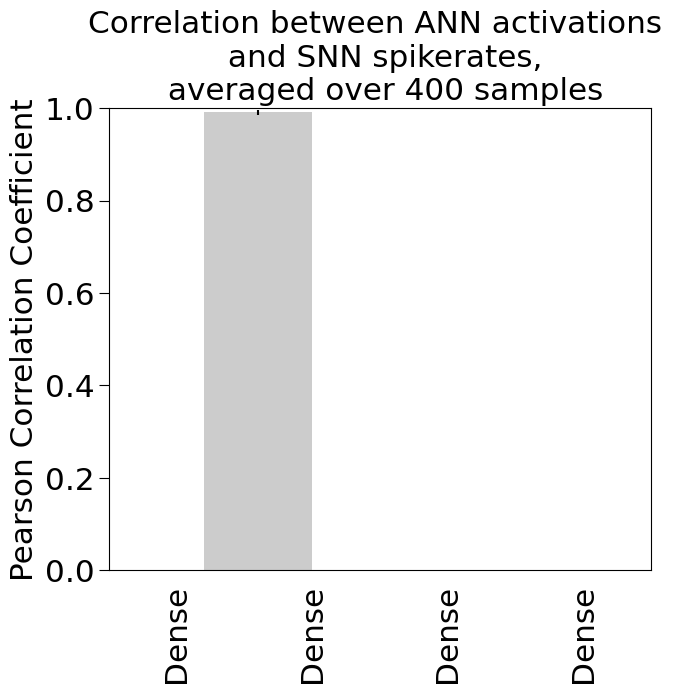 Correlation between ANN activations
and SNN spikerates,
averaged over 400 samples
Pearson Correlation Coefficient
1.0
0.8
0.6
0.4
0.2
0.0
Dense
Dense
Dense
Dense